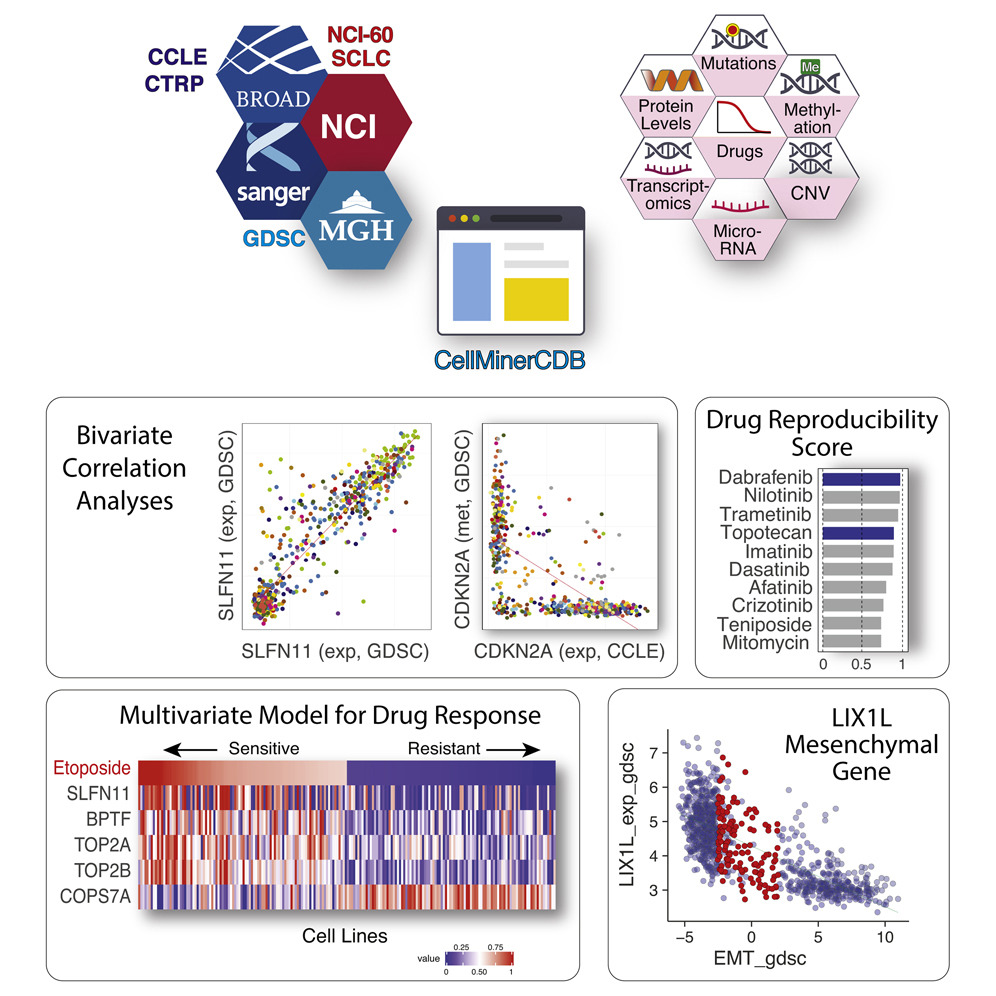 CCLE
CTRP
NCI-60
SCLC
BROAD
NCI
sanger
GDSC
MGH
Mutations
Me
Protein
Levels
Methyl-
ation
Drugs
Transcript-
omics
CNV
Micro-
RNA
CellMinerCDB
Bivariate
Correlation
Analyses
SLFN11 (exp, GDSC)
SLFN11 (exp, GDSC)
CDKN2A (met, GDSC)
CDKN2A (exp, CCLE)
Drug Reproducibility
Score
Dabrafenib
Nilotinib
Trametinib
Topotecan
Imatinib
Dasatinib
Afatinib
Crizotinib
Teniposide
Mitomycin
0 0.5 1
Multivariate Model for Drug Response
Sensitive Resistant
Etoposide
SLFN11
BPTF
TOP2A
TOP2B
COPS7A
Cell Lines
value
0.25 0.75
0 0.50 1
LIX1L
Mesenchymal
Gene
LIX1L_exp_gdsc
7
6
5
4
3
−5 0 5 10
EMT_gdsc